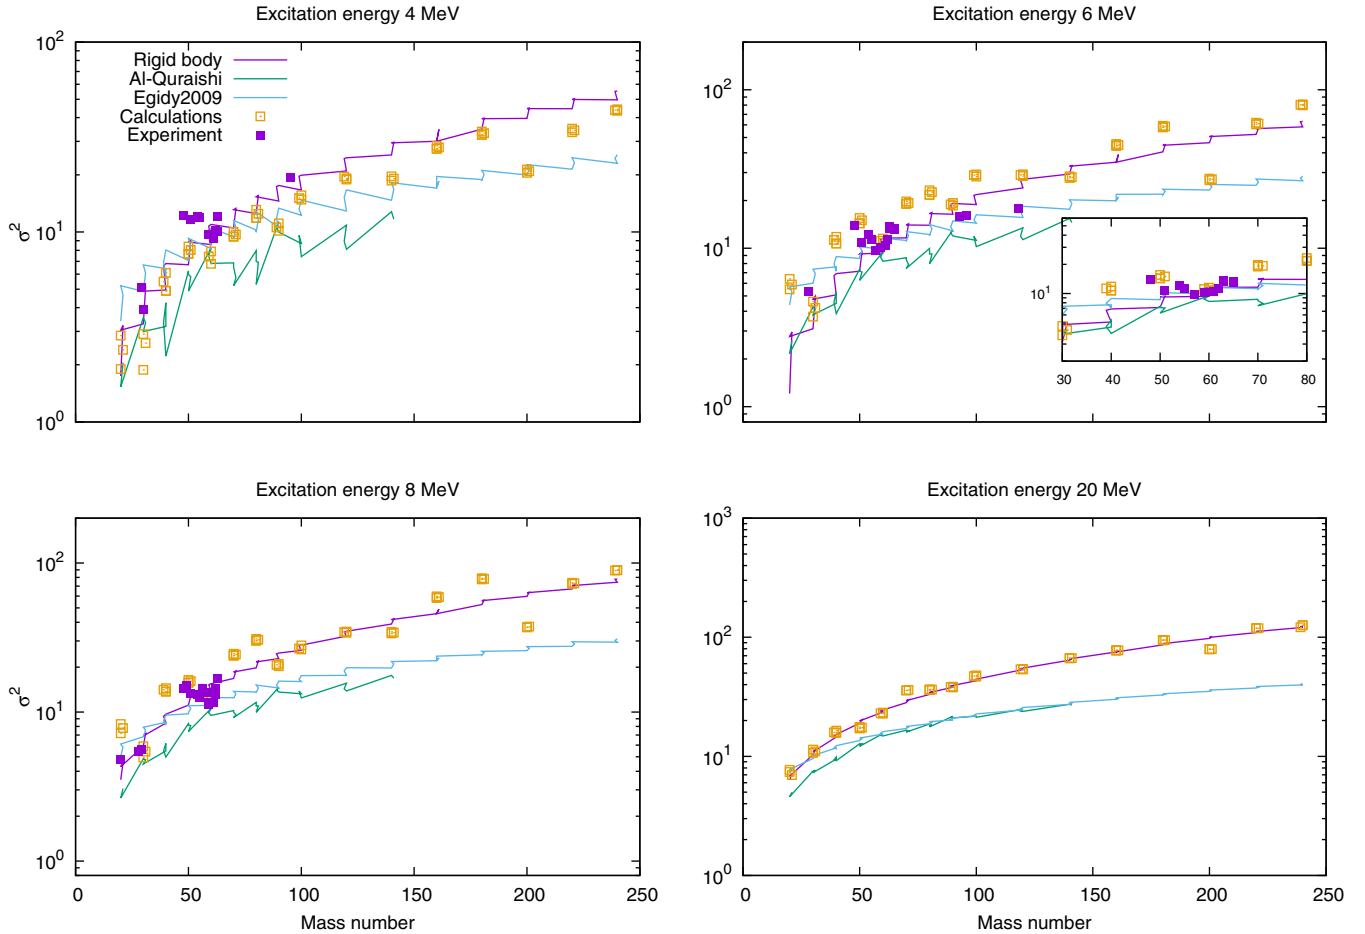 Excitation energy 4 MeV
10^2
10^1
10^0
σ^2
Rigid body
Al-Quraishi
Egidy2009
Calculations
Experiment
Excitation energy 6 MeV
10^2
10^1
10^0
10^1
30 40 50 60 70 80
Excitation energy 8 MeV
10^2
10^1
10^0
σ^2
0 50 100 150 200 250
Mass number
Excitation energy 20 MeV
10^3
10^2
10^1
10^0
0 50 100 150 200 250
Mass number